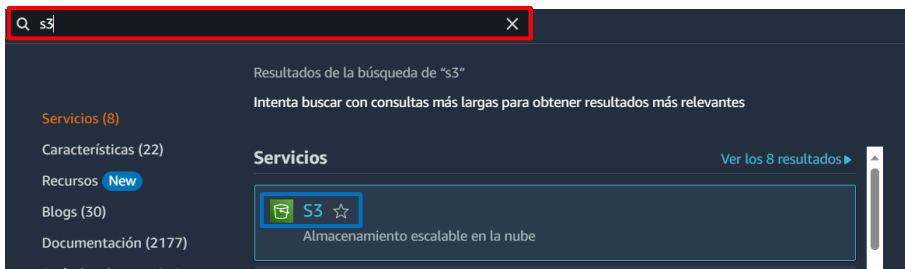 s3
Resultados de la búsqueda de “s3”
Intenta buscar con consultas más largas para obtener resultados más relevantes
Servicios (8)
Características (22)
Recursos New
Blogs (30)
Documentación (2177)
Servicios
Ver los 8 resultados
S3
Almacenamiento escalable en la nube